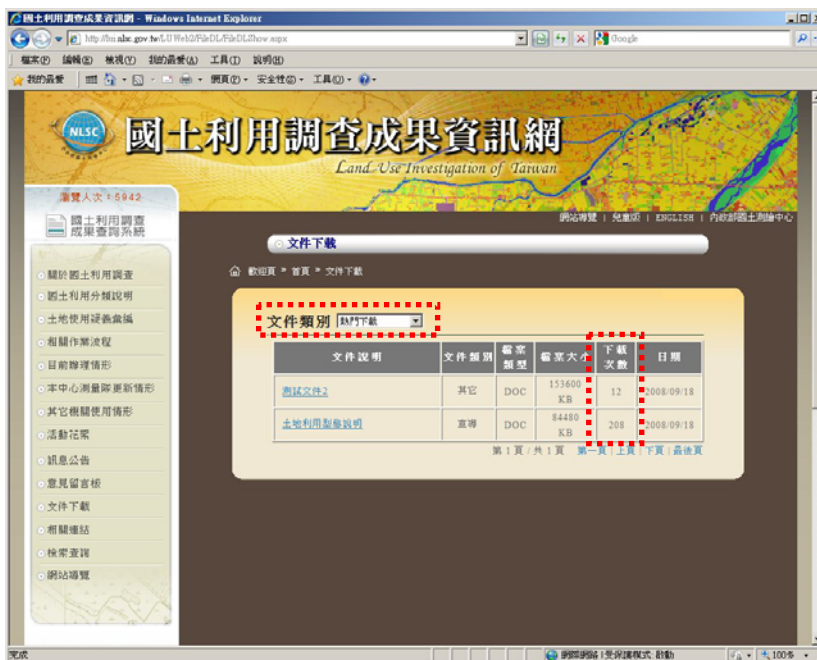 國土利用調查成果資訊網 - Windows Internet Explorer
檔案(F) 編輯(E) 檢視(V) 我的最愛(A) 工具(T) 說明(H)
Google
我的最愛
網頁(P) 安全性(S) 工具(O)
NLSC
國土利用調查成果資訊網
Land Use Investigation of Taiwan
瀏覽人次：5942
網站導覽 | 兒童版 | ENGLISH | 內政部國土測繪中心
國土利用調查
成果查詢系統
文件下載
歡迎頁 » 首頁 » 文件下載
關於國土利用調查
國土利用分類說明
土地使用疑義彙編
相關作業流程
目前辦理情形
本中心測量隊更新情形
其它機關使用情形
活動花絮
訊息公告
意見留言板
文件下載
相關連結
檢索查詢
網站導覽
文件類別 熱門下載
文件說明 文件類別 檔案類型 檔案大小 下載次數 日期
測試文件2 其它 DOC 153600 KB 12 2008/09/18
土地利用型態說明 宣導 DOC 84480 KB 208 2008/09/18
第 1 頁 / 共 1 頁 第一頁 | 上頁 | 下頁 | 最後頁
完成
網際網路 | 受保護模式: 啟動
100%